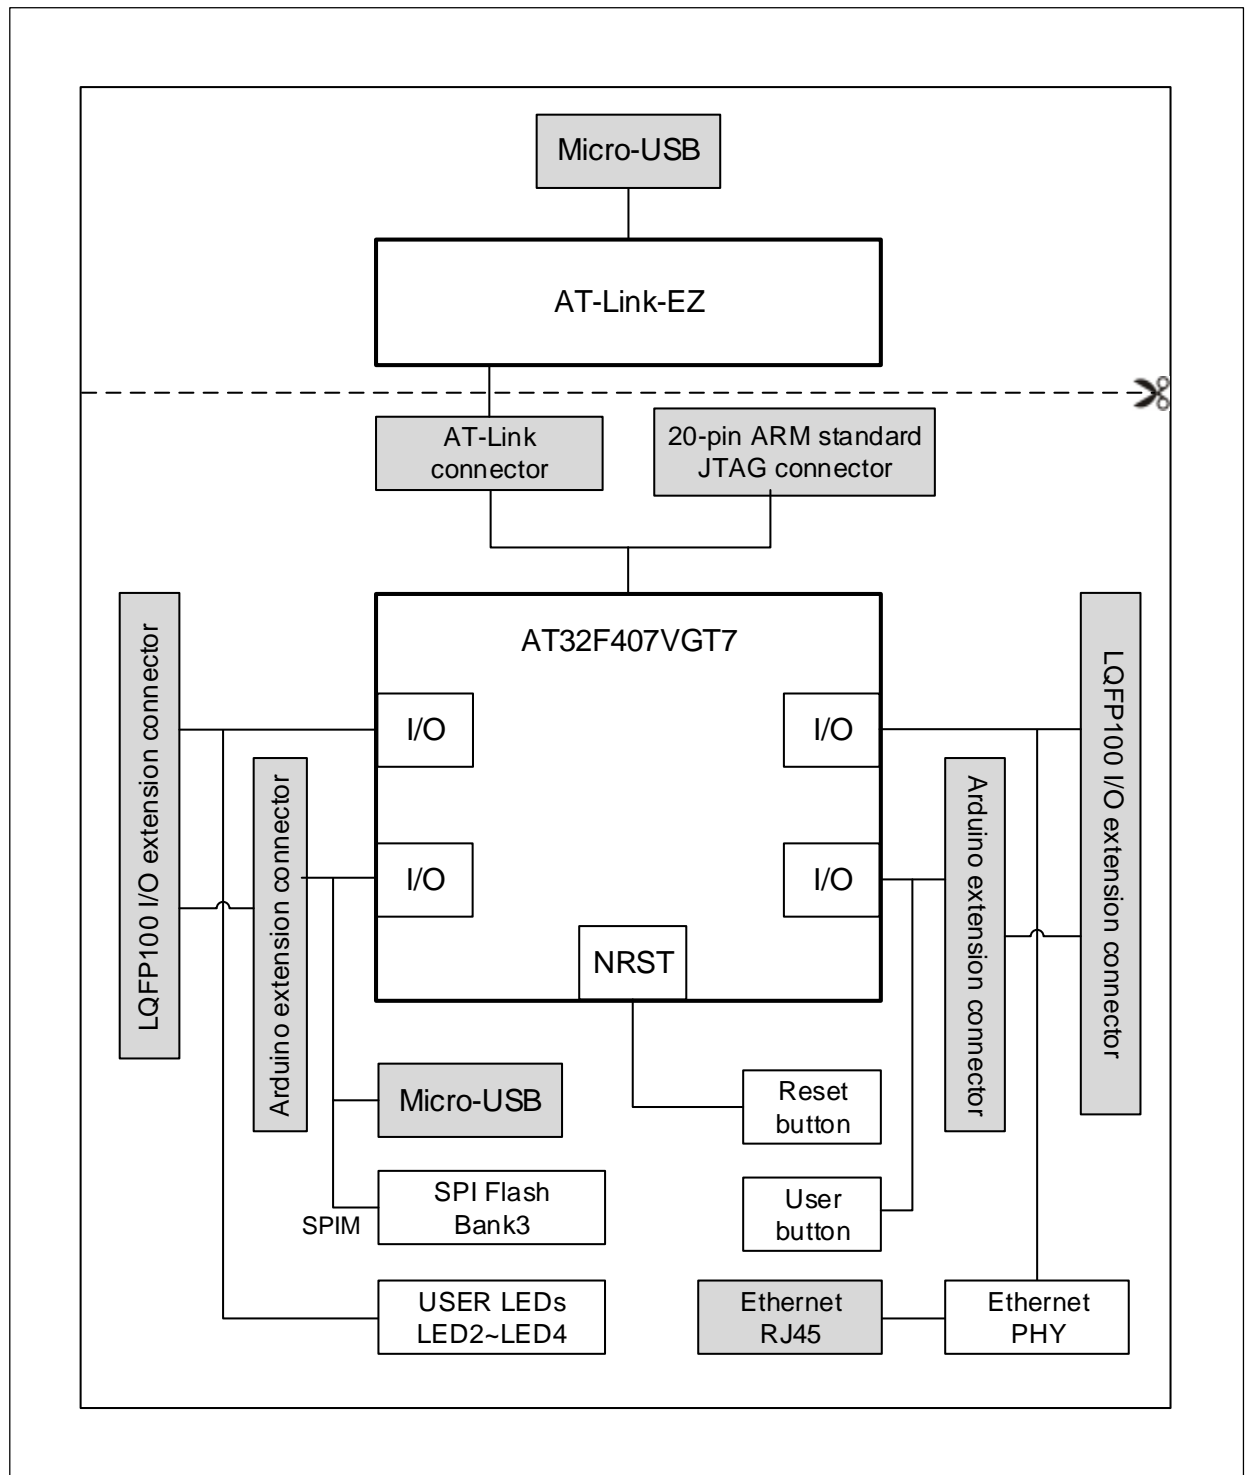 Micro-USB
AT-Link-EZ
AT-Link
connector
20-pin ARM standard
JTAG connector
AT32F407VGT7
I/O
I/O
I/O
I/O
NRST
LQFP100 I/O extension connector
Arduino extension connector
Arduino extension connector
LQFP100 I/O extension connector
Micro-USB
Reset
button
SPI Flash
Bank3
SPIM
User
button
USER LEDs
LED2~LED4
Ethernet
RJ45
Ethernet
PHY